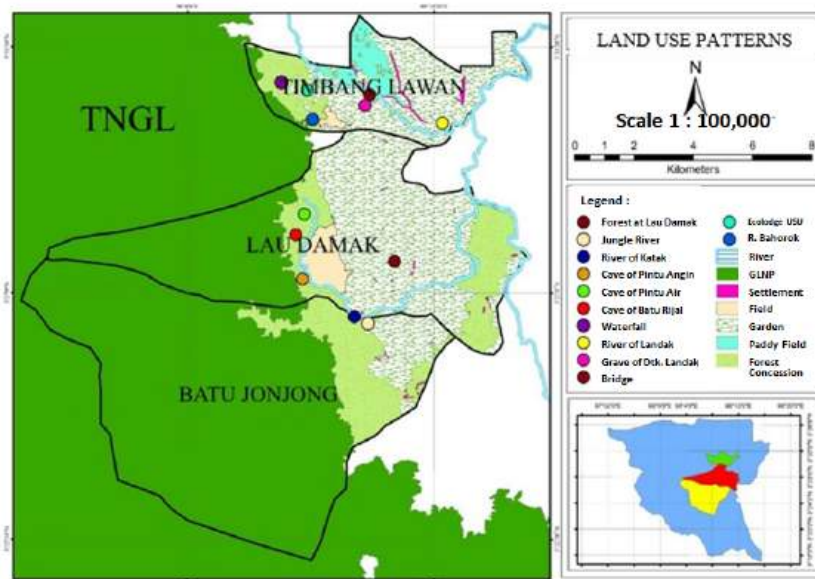 TIMBANG LAWAN
TNGL
LAU DAMAK
BATU JONJONG
LAND USE PATTERNS
N
Scale 1 : 100,000
0 1 2 4 6 8
Kilometers
Legend :
Forest at Lau Damak
Jungle River
River of Katak
Cave of Pintu Angin
Cave of Pintu Air
Cave of Batu Rijal
Waterfall
River of Landak
Grave of Dtk. Landak
Bridge
Ecolodge USU
R. Bahorok
River
GLNP
Settlement
Field
Garden
Paddy Field
Forest
Concession